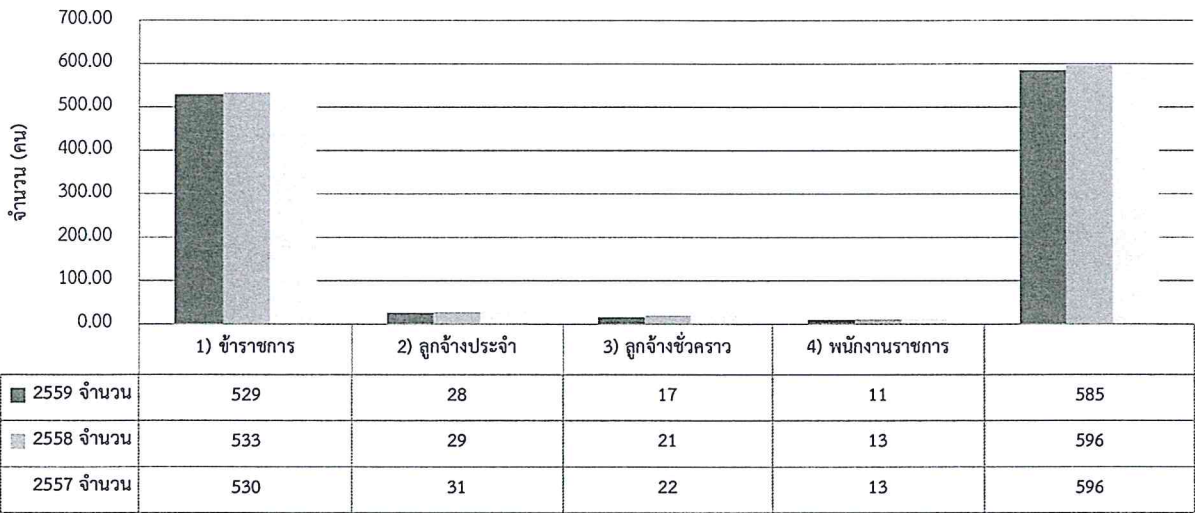 700.00
600.00
500.00
400.00
300.00
200.00
100.00
0.00
จำนวน (คน)
1) ข้าราชการ 2) ลูกจ้างประจำ 3) ลูกจ้างชั่วคราว 4) พนักงานราชการ
2559 จำนวน 529 28 17 11 585
2558 จำนวน 533 29 21 13 596
2557 จำนวน 530 31 22 13 596